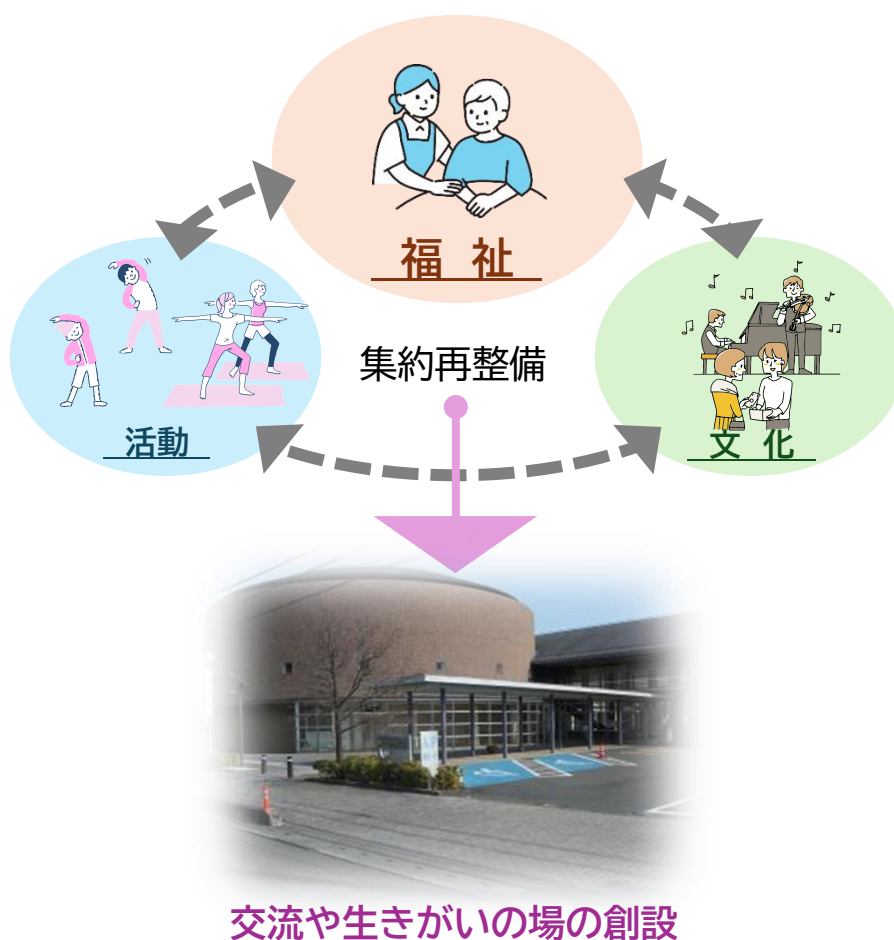 福 祉
集約再整備
活動
文 化
交流や生きがいの場の創設